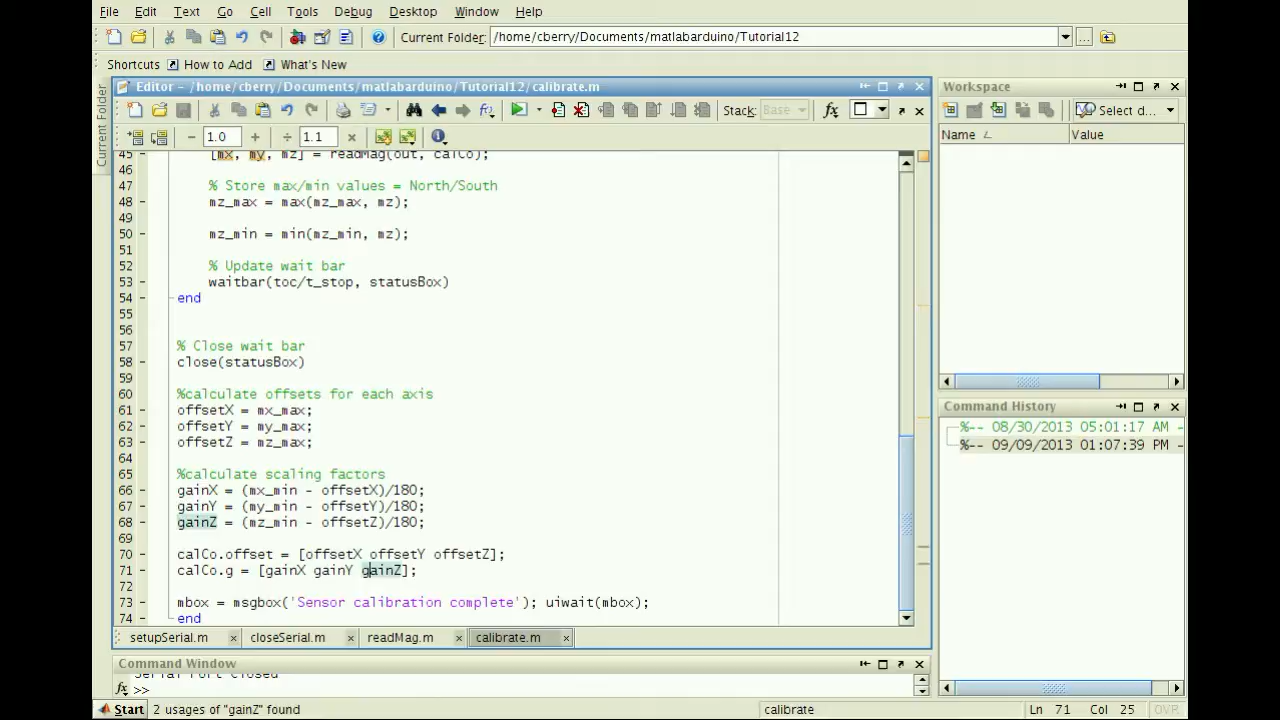 File Edit Text Go Cell Tools Debug Desktop Window Help
Current Folder: /home/cberry/Documents/matlabarduino/Tutorial12
Shortcuts How to Add What's New
Current Folder
Editor - /home/cberry/Documents/matlabarduino/Tutorial12/calibrate.m
Stack: Base
fx
− 1.0 + ÷ 1.1 ×
45 - [mx, my, mz] = readMag(out, calCo);
46
47 % Store max/min values = North/South
48 - mz_max = max(mz_max, mz);
49
50 - mz_min = min(mz_min, mz);
51
52 % Update wait bar
53 - waitbar(toc/t_stop, statusBox)
54 - end
55
56
57 % Close wait bar
58 - close(statusBox)
59
60 %calculate offsets for each axis
61 - offsetX = mx_max;
62 - offsetY = my_max;
63 - offsetZ = mz_max;
64
65 %calculate scaling factors
66 - gainX = (mx_min - offsetX)/180;
67 - gainY = (my_min - offsetY)/180;
68 - gainZ = (mz_min - offsetZ)/180;
69
70 - calCo.offset = [offsetX offsetY offsetZ];
71 - calCo.g = [gainX gainY gainZ];
72
73 - mbox = msgbox('Sensor calibration complete'); uiwait(mbox);
74 - end
setupSerial.m closeSerial.m readMag.m calibrate.m
Command Window
Serial Port Closed
fx >>
Workspace
Select d...
Name Value
Command History
%-- 08/30/2013 05:01:17 AM -
%-- 09/09/2013 01:07:39 PM -
Start 2 usages of "gainZ" found calibrate Ln 71 Col 25 OVR